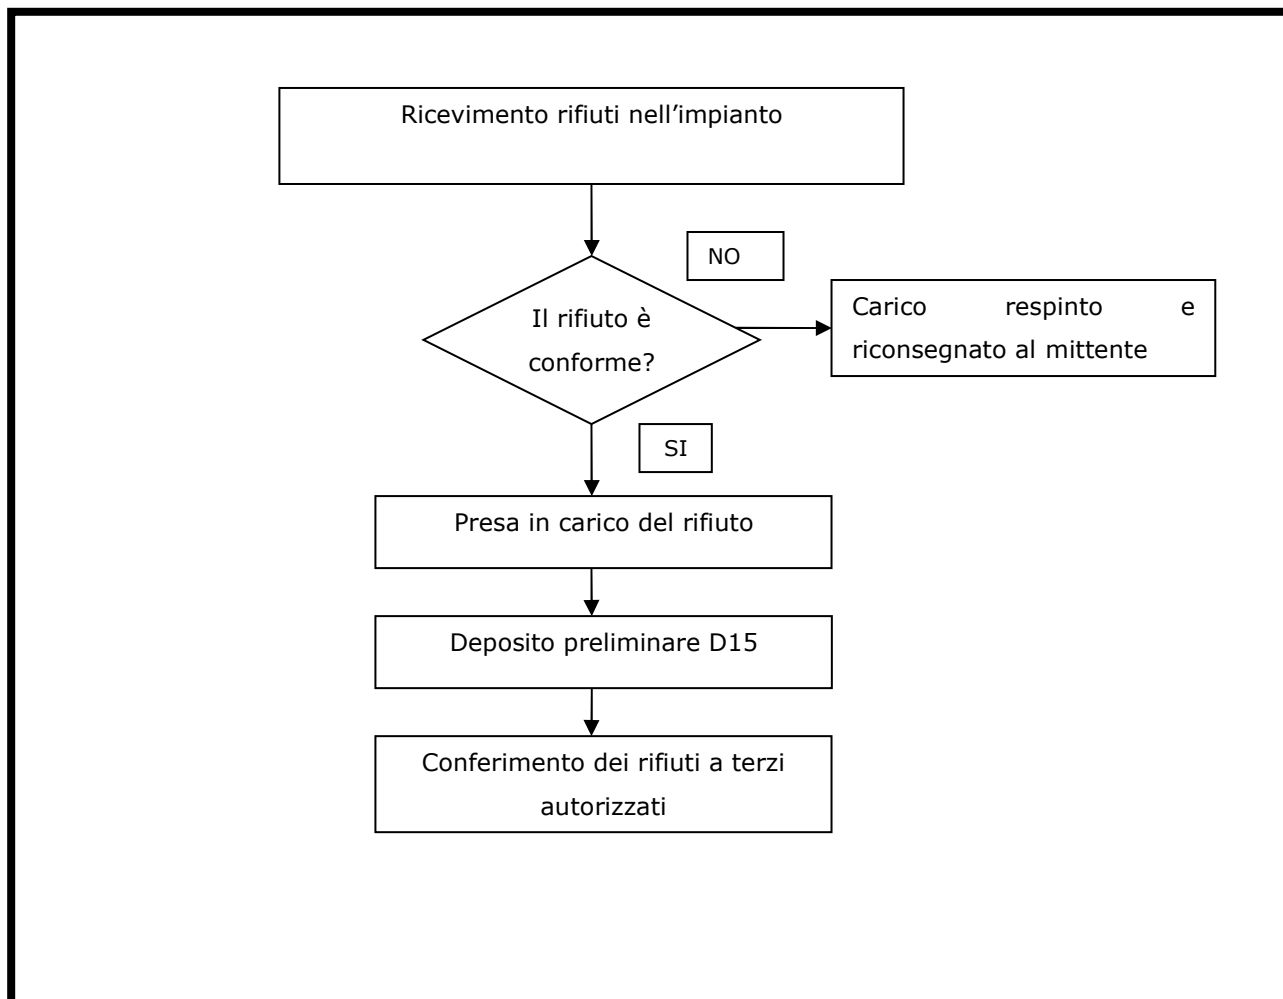 Ricevimento rifiuti nell’impianto
NO
Carico respinto e
riconsegnato al mittente
Il rifiuto è
conforme?
SI
Presa in carico del rifiuto
Deposito preliminare D15
Conferimento dei rifiuti a terzi
autorizzati